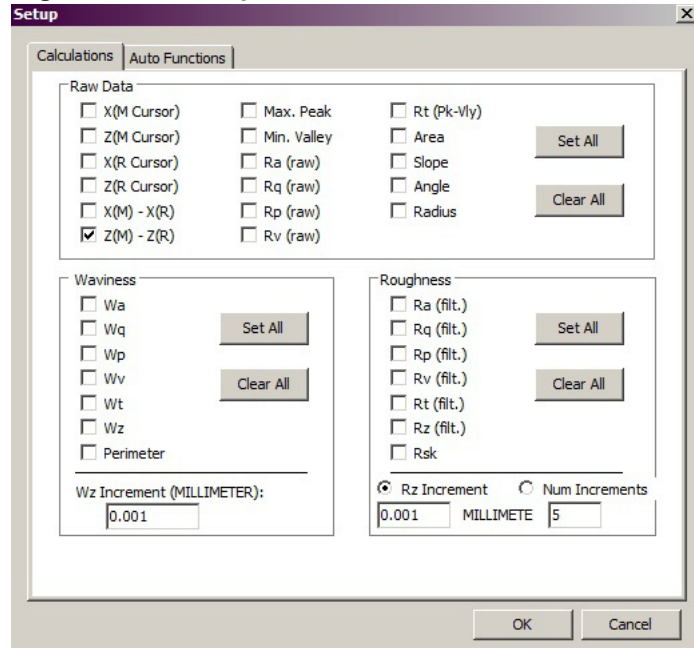 Setup
X
Calculations
Auto Functions
Raw Data
X(M Cursor)
Z(M Cursor)
X(R Cursor)
Z(R Cursor)
X(M) - X(R)
Z(M) - Z(R)
Max. Peak
Min. Valley
Ra (raw)
Rq (raw)
Rp (raw)
Rv (raw)
Rt (Pk-Vly)
Area
Slope
Angle
Radius
Set All
Clear All
Waviness
Wa
Wq
Wp
Wv
Wt
Wz
Perimeter
Set All
Clear All
Wz Increment (MILLIMETER):
0.001
Roughness
Ra (filt.)
Rq (filt.)
Rp (filt.)
Rv (filt.)
Rt (filt.)
Rz (filt.)
Rsk
Set All
Clear All
Rz Increment
Num Increments
0.001 MILLIMETE 5
OK
Cancel